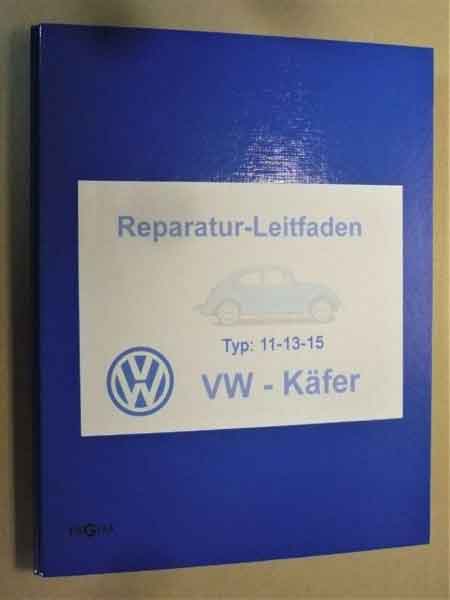 Reparatur-Leitfaden
Typ: 11-13-15
VW - Käfer